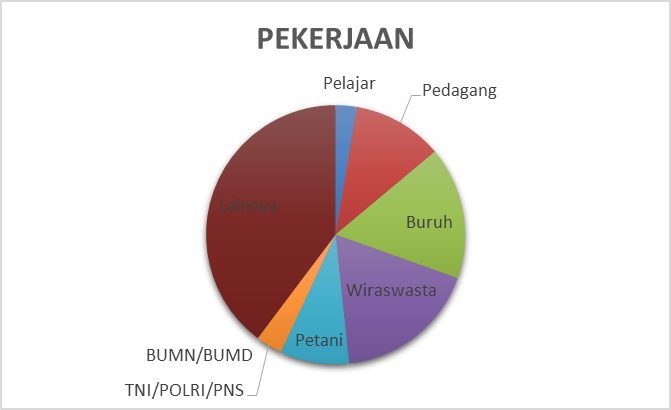 PEKERJAAN
Pelajar
Pedagang
Buruh
Wiraswasta
Petani
BUMN/BUMD
TNI/POLRI/PNS
Lainnya